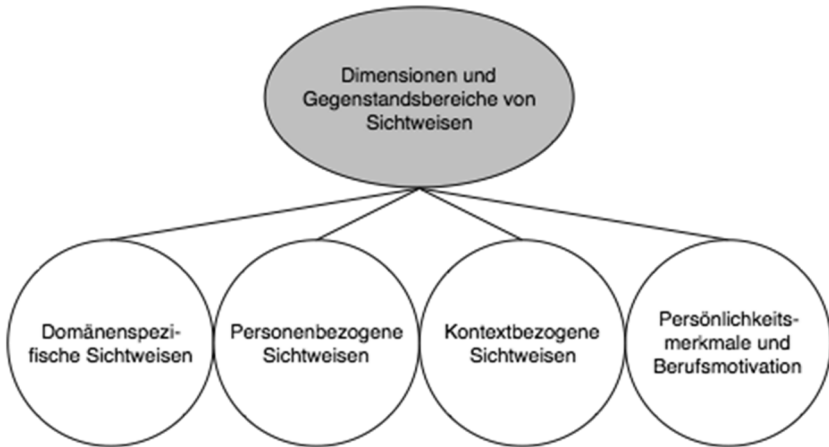 Dimensionen und
Gegenstandsbereiche von
Sichtweisen
Domänenspezi-
fische Sichtweisen
Personenbezogene
Sichtweisen
Kontextbezogene
Sichtweisen
Persönlichkeits-
merkmale und
Berufsmotivation